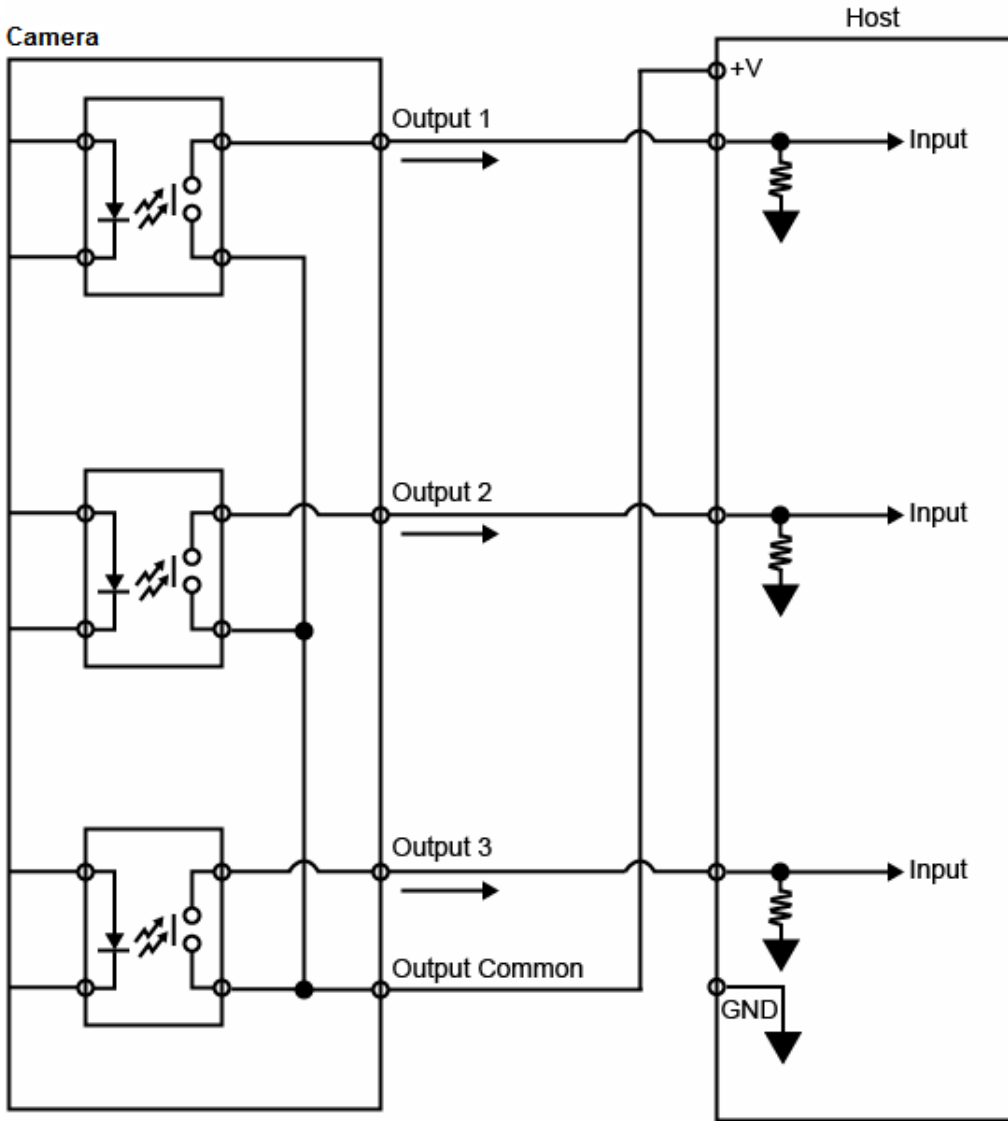 Host
Camera
+V
Output 1
Input
Output 2
Input
Output 3
Input
Output Common
GND